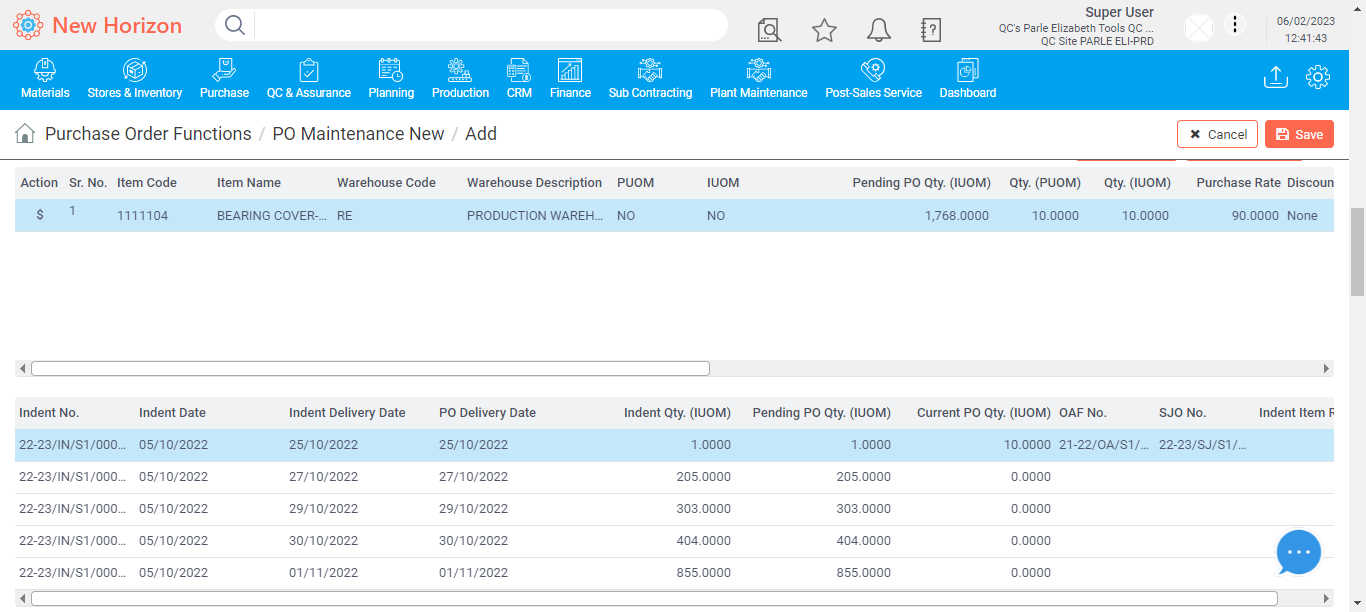 New Horizon
Super User
QC's Parle Elizabeth Tools QC ...
QC Site PARLE ELI-PRD
06/02/2023
12:41:43
Materials Stores & Inventory Purchase QC & Assurance Planning Production CRM Finance Sub Contracting Plant Maintenance Post-Sales Service Dashboard
Purchase Order Functions / PO Maintenance New / Add
Cancel Save
Action Sr. No. Item Code Item Name Warehouse Code Warehouse Description PUOM IUOM Pending PO Qty. (IUOM) Qty. (PUOM) Qty. (IUOM) Purchase Rate Discoun
$ 1 1111104 BEARING COVER-... RE PRODUCTION WAREH... NO NO 1,768.0000 10.0000 10.0000 90.0000 None
Indent No. Indent Date Indent Delivery Date PO Delivery Date Indent Qty. (IUOM) Pending PO Qty. (IUOM) Current PO Qty. (IUOM) OAF No. SJO No. Indent Item R
22-23/IN/S1/000... 05/10/2022 25/10/2022 25/10/2022 1.0000 1.0000 10.0000 21-22/OA/S1/... 22-23/SJ/S1/...
22-23/IN/S1/000... 05/10/2022 27/10/2022 27/10/2022 205.0000 205.0000 0.0000
22-23/IN/S1/000... 05/10/2022 29/10/2022 29/10/2022 303.0000 303.0000 0.0000
22-23/IN/S1/000... 05/10/2022 30/10/2022 30/10/2022 404.0000 404.0000 0.0000
22-23/IN/S1/000... 05/10/2022 01/11/2022 01/11/2022 855.0000 855.0000 0.0000